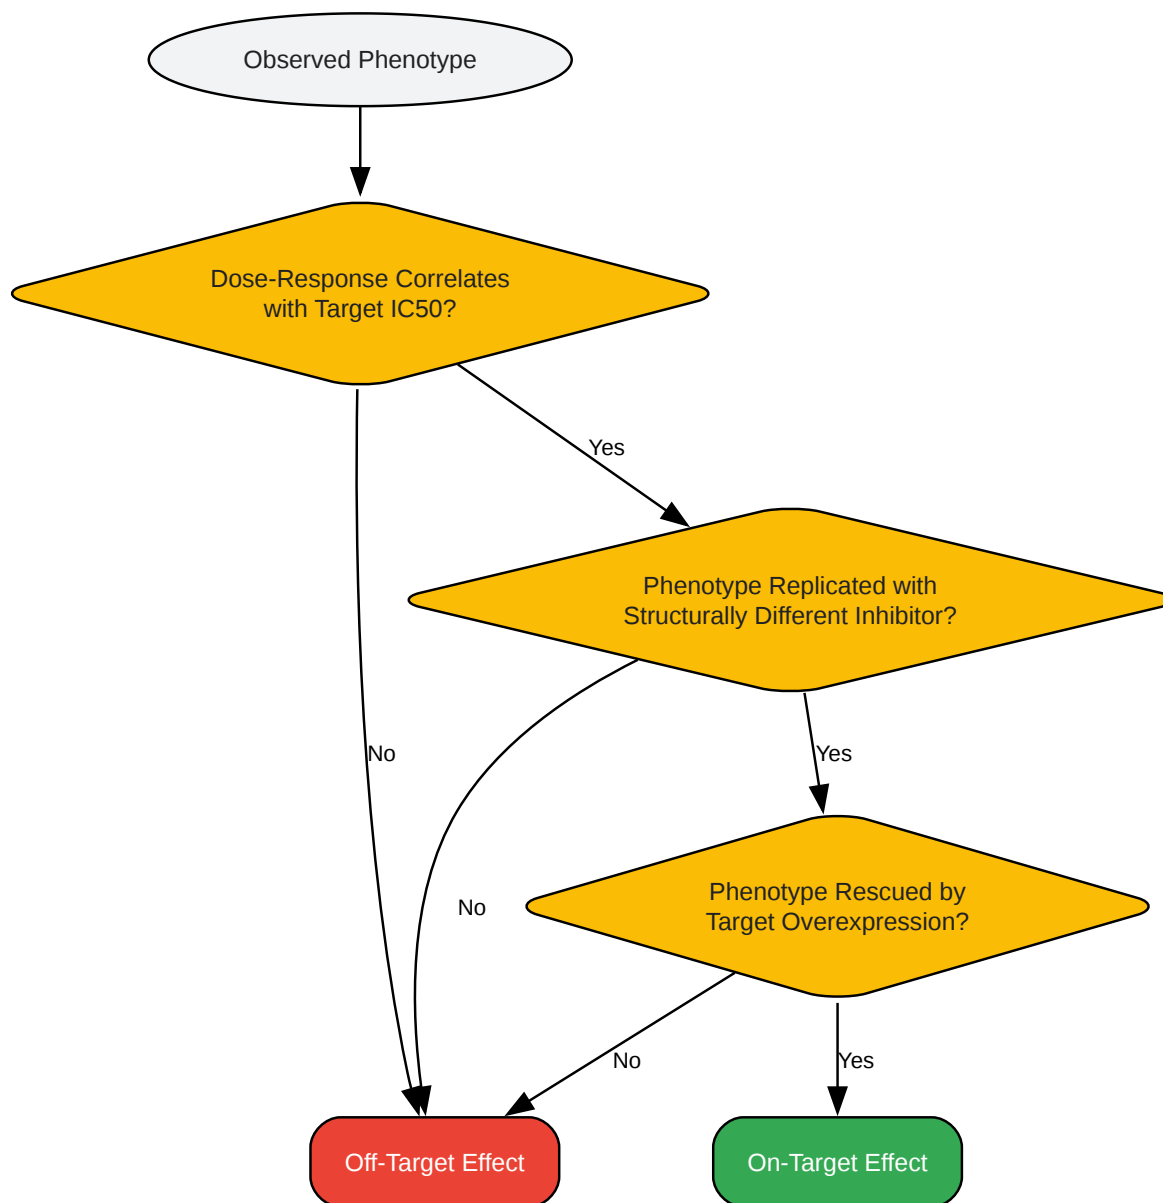 Observed Phenotype
Dose-Response Correlates
with Target IC50?
Yes
Phenotype Replicated with
Structurally Different Inhibitor?
No
Yes
Phenotype Rescued by
Target Overexpression?
No
No
Yes
Off-Target Effect
On-Target Effect